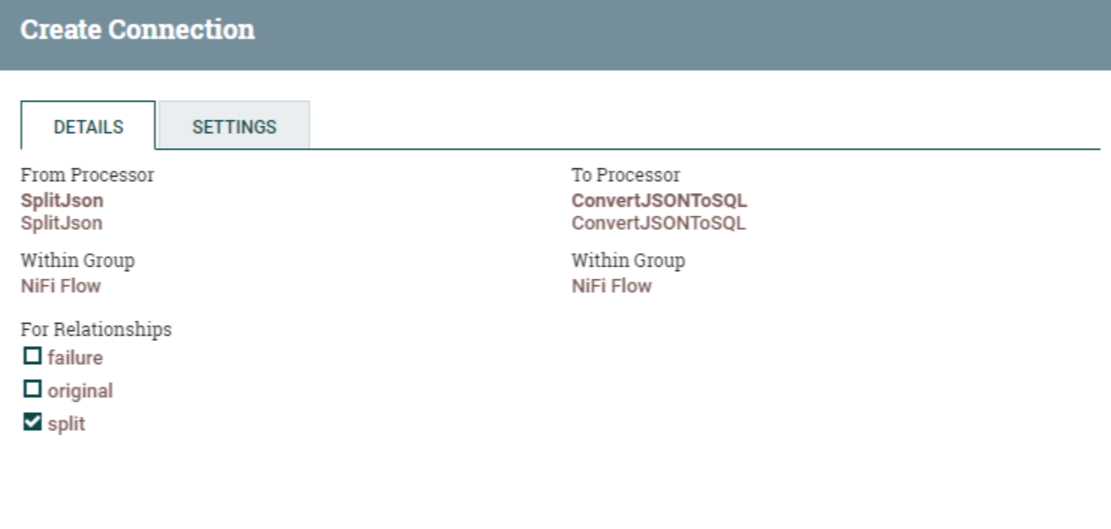 Create Connection
DETAILS
SETTINGS
From Processor
SplitJson
SplitJson
Within Group
NiFi Flow
To Processor
ConvertJSONToSQL
ConvertJSONToSQL
Within Group
NiFi Flow
For Relationships
failure
original
split